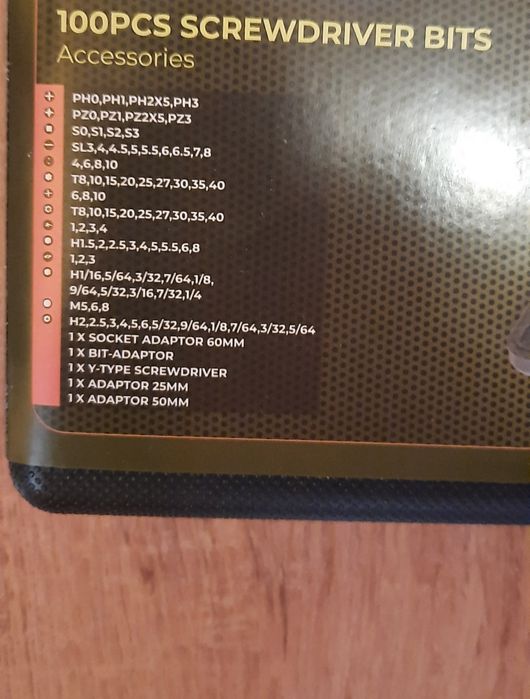 100PCS SCREWDRIVER BITS
Accessories
PH0,PH1,PH2X5,PH3
PZ0,PZ1,PZ2X5,PZ3
S0,S1,S2,S3
SL3,4,4.5,5,5.5,6,6.5,7,8
4,6,8,10
T8,10,15,20,25,27,30,35,40
6,8,10
T8,10,15,20,25,27,30,35,40
1,2,3,4
H1.5,2,2.5,3,4,5,5.5,6,8
1,2,3
H1/16,5/64,3/32,7/64,1/8,
9/64,5/32,3/16,7/32,1/4
M5,6,8
H2,2.5,3,4,5,6,5/32,9/64,1/8,7/64,3/32,5/64
1 X SOCKET ADAPTOR 60MM
1 X BIT-ADAPTOR
1 X Y-TYPE SCREWDRIVER
1 X ADAPTOR 25MM
1 X ADAPTOR 50MM